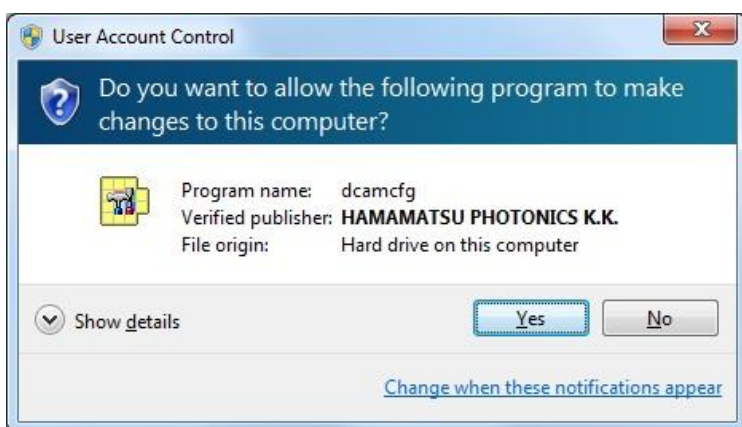 User Account Control
Do you want to allow the following program to make
changes to this computer?
Program name: dcamcfg
Verified publisher: HAMAMATSU PHOTONICS K.K.
File origin: Hard drive on this computer
Show details
Yes
No
Change when these notifications appear